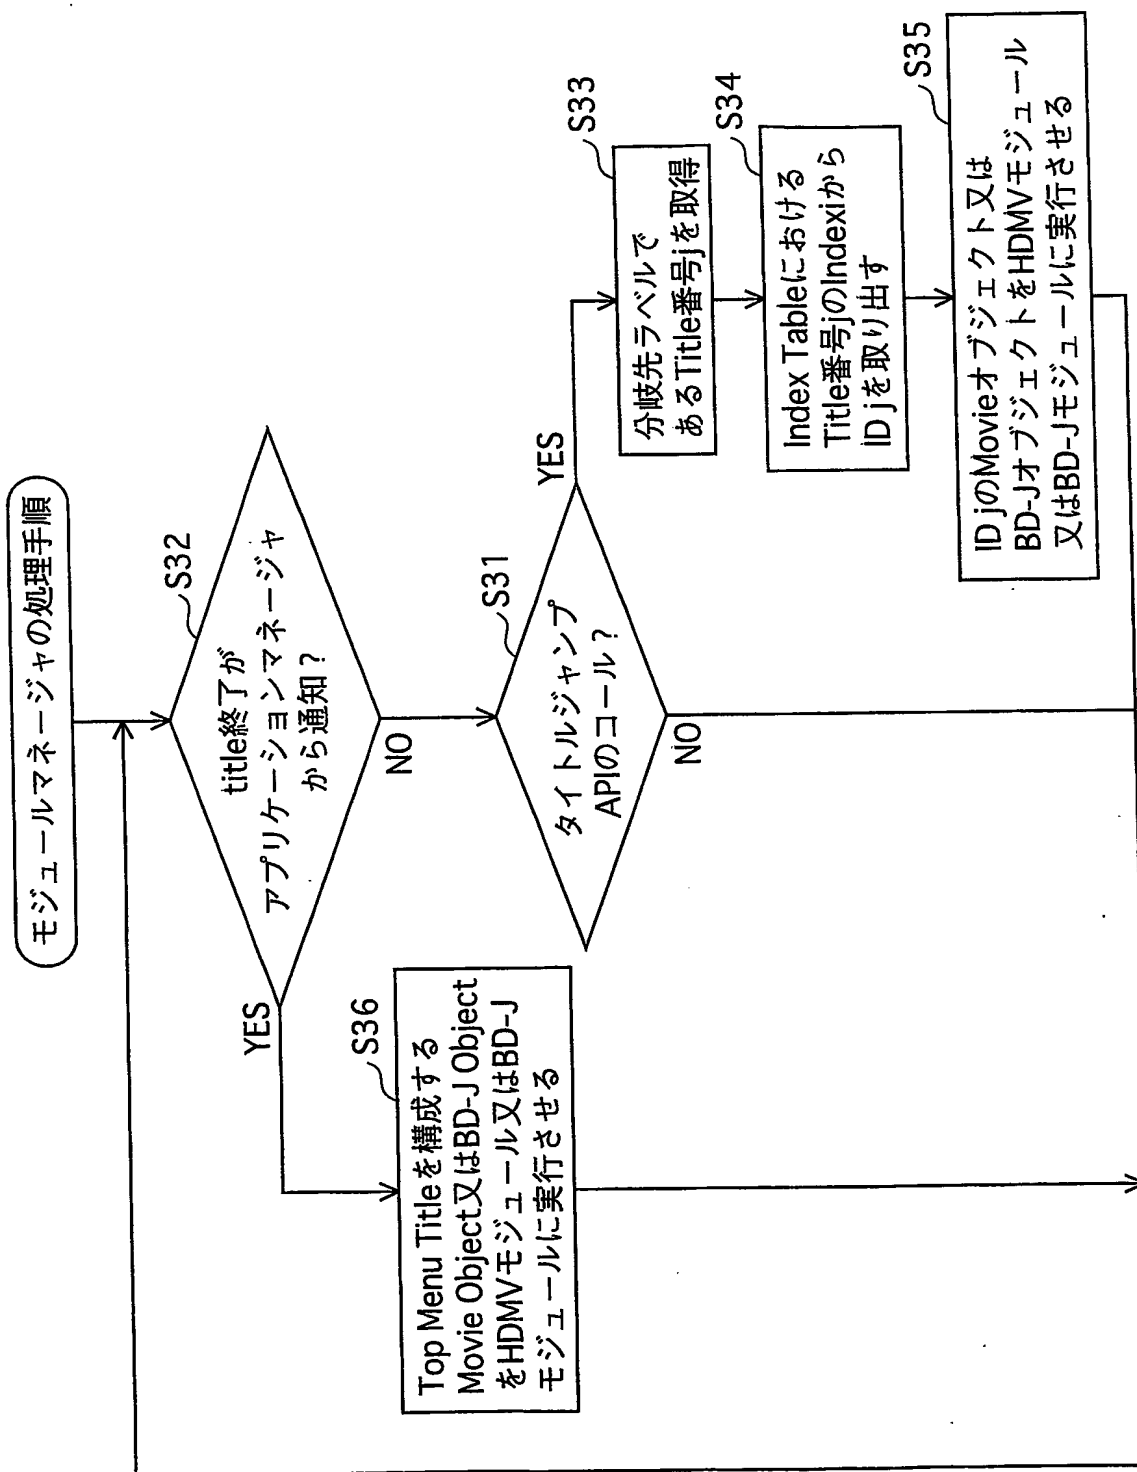 モジュールマネージャの処理手順
S32
title終了が
アプリケーションマネージャ
から通知?
YES
NO
S36
Top Menu Titleを構成する
Movie Object又はBD-J Object
をHDMVモジュール又はBD-J
モジュールに実行させる
S31
タイトルジャンプ
APIのコール?
YES
NO
S33
分岐先ラベルで
あるTitle番号jを取得
S34
Index Tableにおける
Title番号jのIndexiから
ID jを取り出す
S35
ID jのMovieオブジェクト又は
BD-JオブジェクトをHDMVモジュール
又はBD-Jモジュールに実行させる